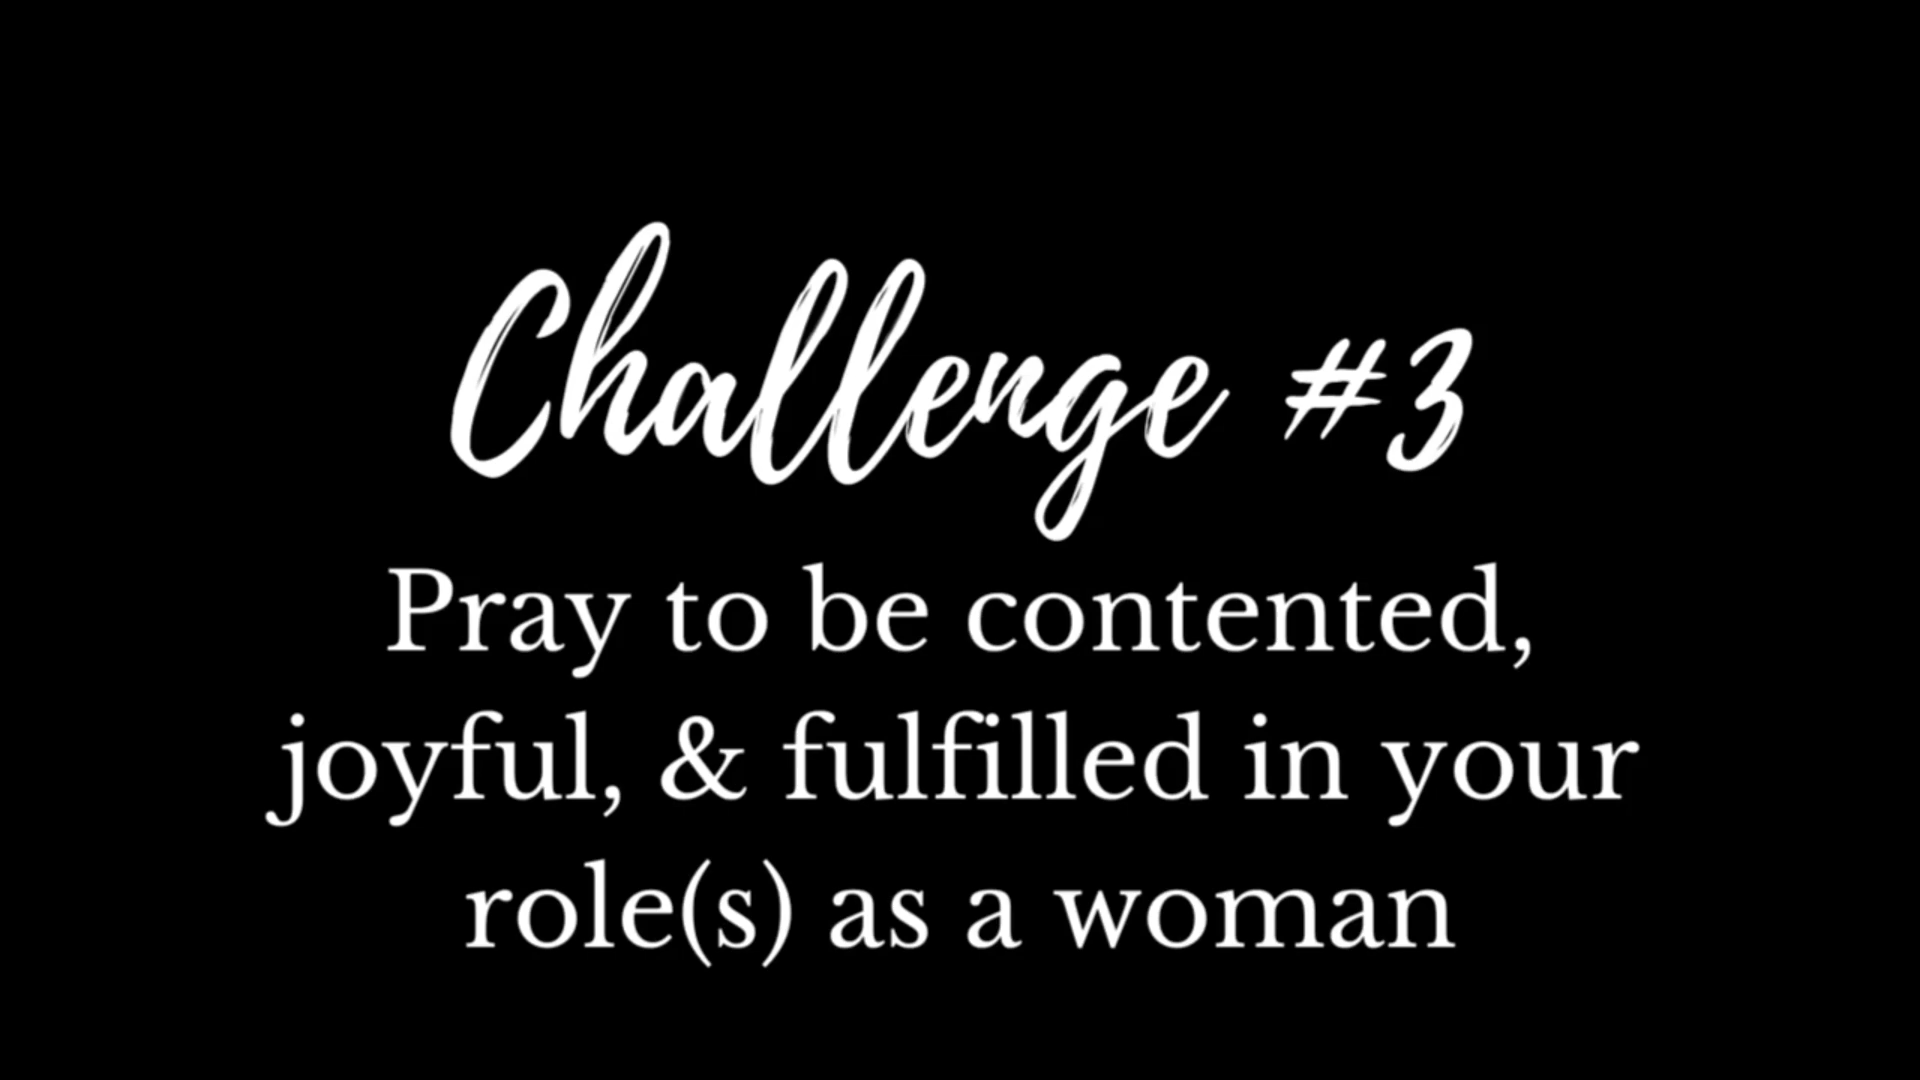 Challenge #3
Pray to be contented,
joyful, & fulfilled in your
role(s) as a woman